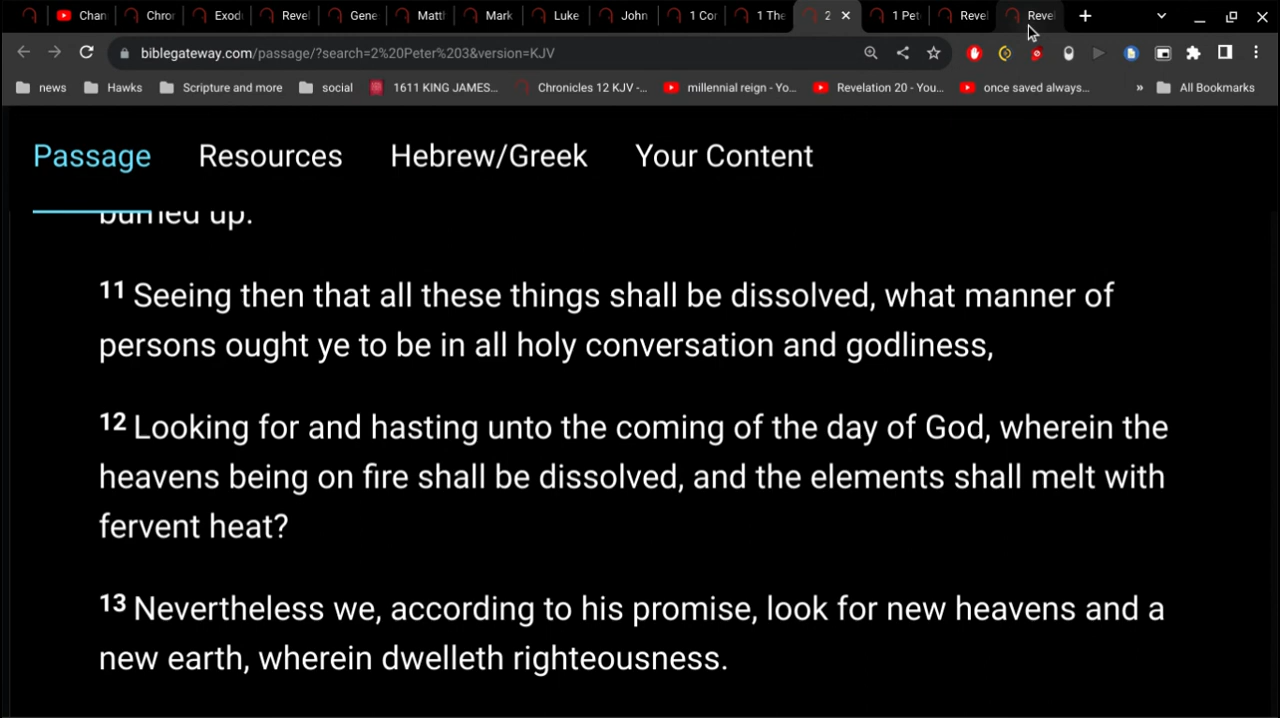 Chan
Chro
Exod
Revel
Gene
Matt
Mark
Luke
John
1 Cor
1 The
2
1 Pet
Revel
Revel
biblegateway.com/passage/?search=2%20Peter%203&version=KJV
news
Hawks
Scripture and more
social
1611 KING JAMES...
Chronicles 12 KJV -...
millennial reign - Yo...
Revelation 20 - You...
once saved always...
»
All Bookmarks
Passage
Resources
Hebrew/Greek
Your Content
burned up.
11 Seeing then that all these things shall be dissolved, what manner of
persons ought ye to be in all holy conversation and godliness,
12 Looking for and hasting unto the coming of the day of God, wherein the
heavens being on fire shall be dissolved, and the elements shall melt with
fervent heat?
13 Nevertheless we, according to his promise, look for new heavens and a
new earth, wherein dwelleth righteousness.